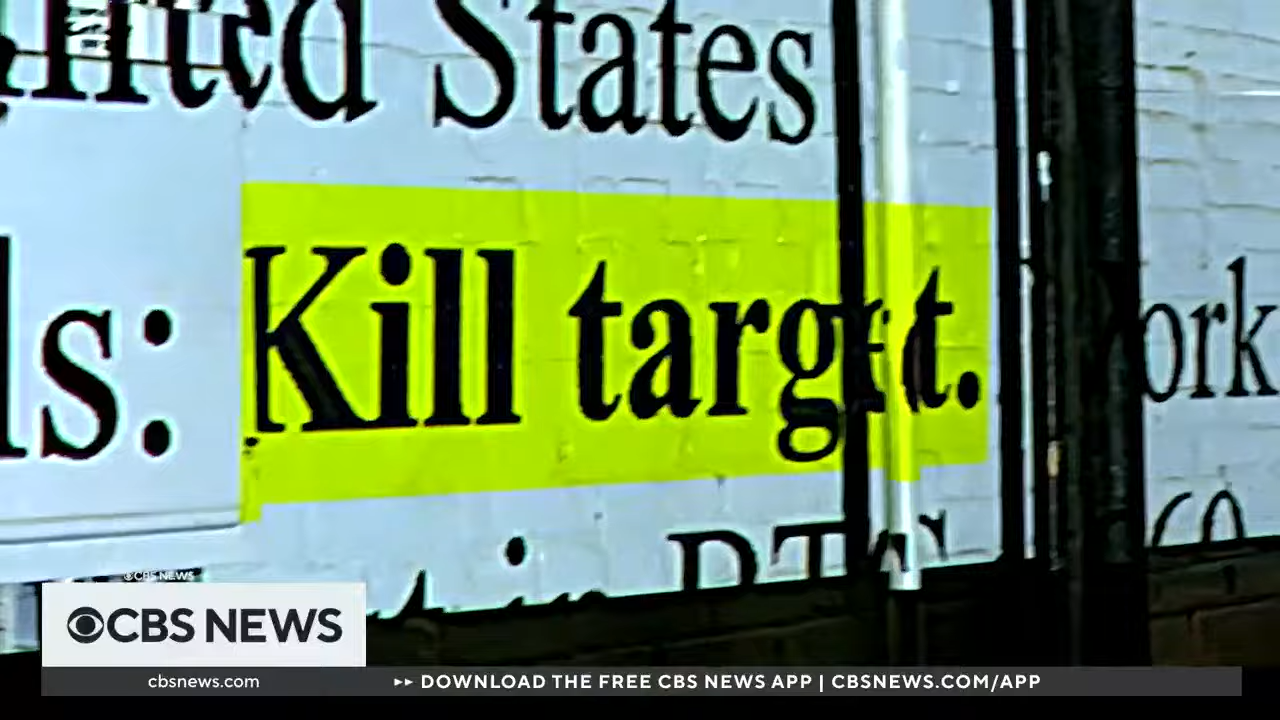 United States
ls: Kill target.
ork
CBS NEWS
CBS NEWS
cbsnews.com
DOWNLOAD THE FREE CBS NEWS APP | CBSNEWS.COM/APP